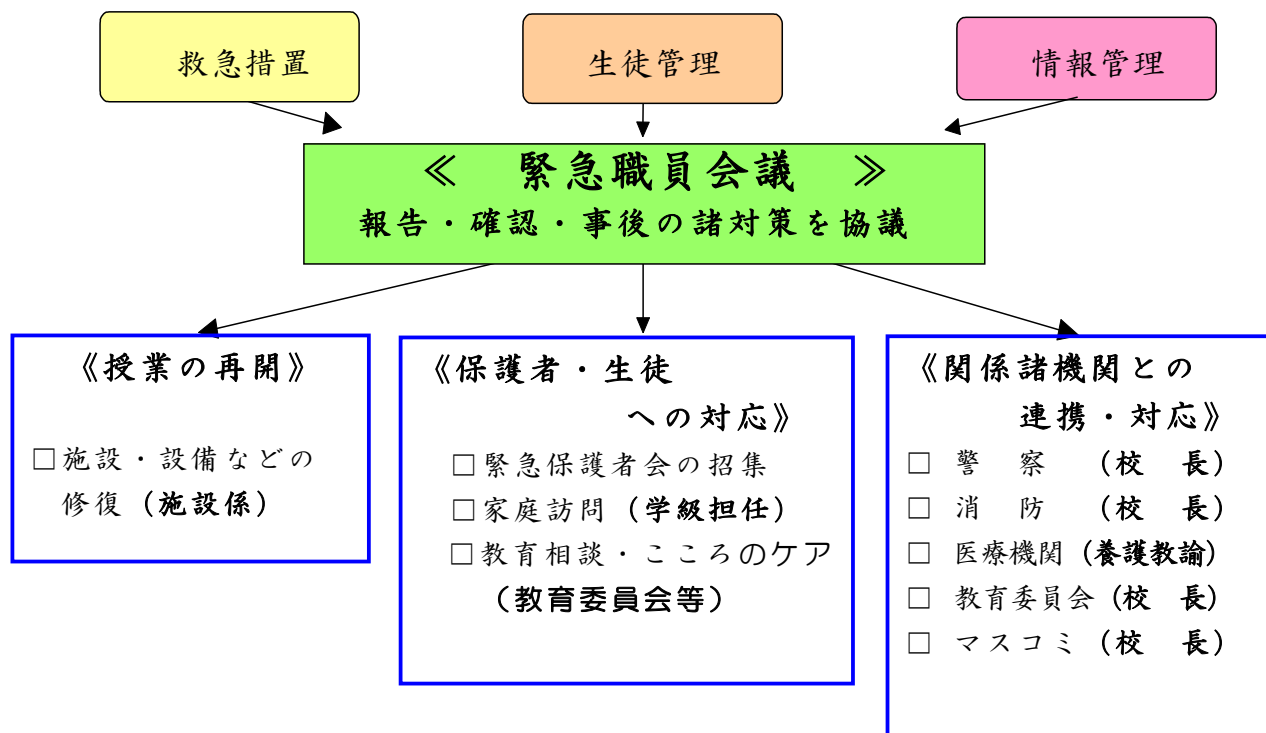 救急措置
生徒管理
情報管理
≪ 緊急職員会議 ≫
報告・確認・事後の諸対策を協議
《授業の再開》
□施設・設備などの
修復（施設係）
《保護者・生徒
への対応》
□緊急保護者会の招集
□家庭訪問（学級担任）
□教育相談・こころのケア
（教育委員会等）
《関係諸機関との
連携・対応》
□ 警 察 （校 長）
□ 消 防 （校 長）
□ 医療機関（養護教諭）
□ 教育委員会（校 長）
□ マスコミ（校 長）